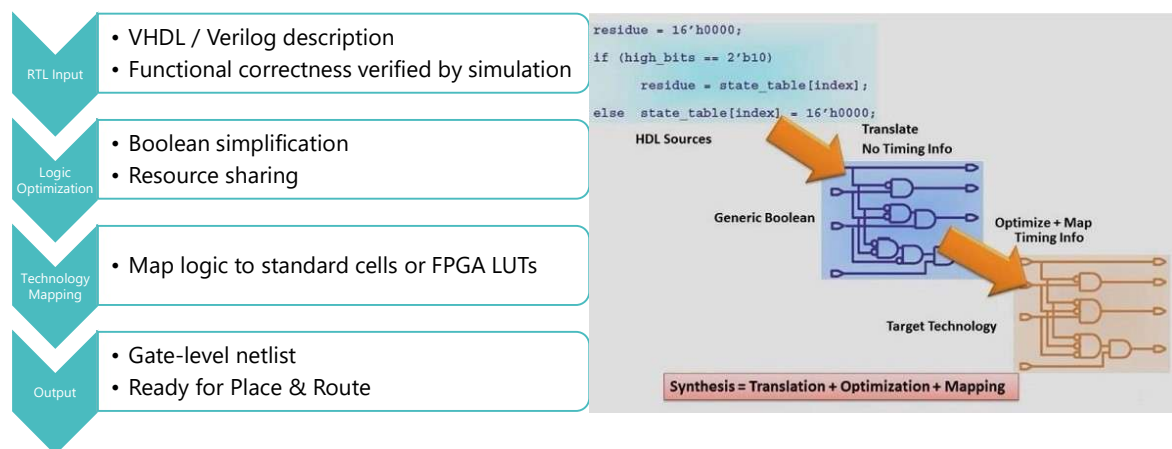 RTL Input
• VHDL / Verilog description
• Functional correctness verified by simulation
Logic
Optimization
• Boolean simplification
• Resource sharing
Technology
Mapping
• Map logic to standard cells or FPGA LUTs
Output
• Gate-level netlist
• Ready for Place & Route
residue = 16'h0000;
if (high_bits == 2'b10)
residue = state_table[index];
else state_table[index] = 16'h0000;
HDL Sources
Translate
No Timing Info
Generic Boolean
Optimize + Map
Timing Info
Target Technology
Synthesis = Translation + Optimization + Mapping